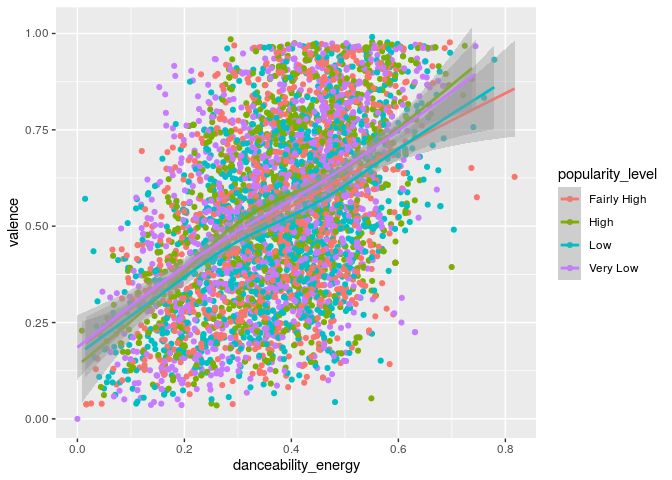 1.00
0.75
0.50
0.25
0.00
valence
0.0 0.2 0.4 0.6 0.8
danceability_energy
popularity_level
Fairly High
High
Low
Very Low